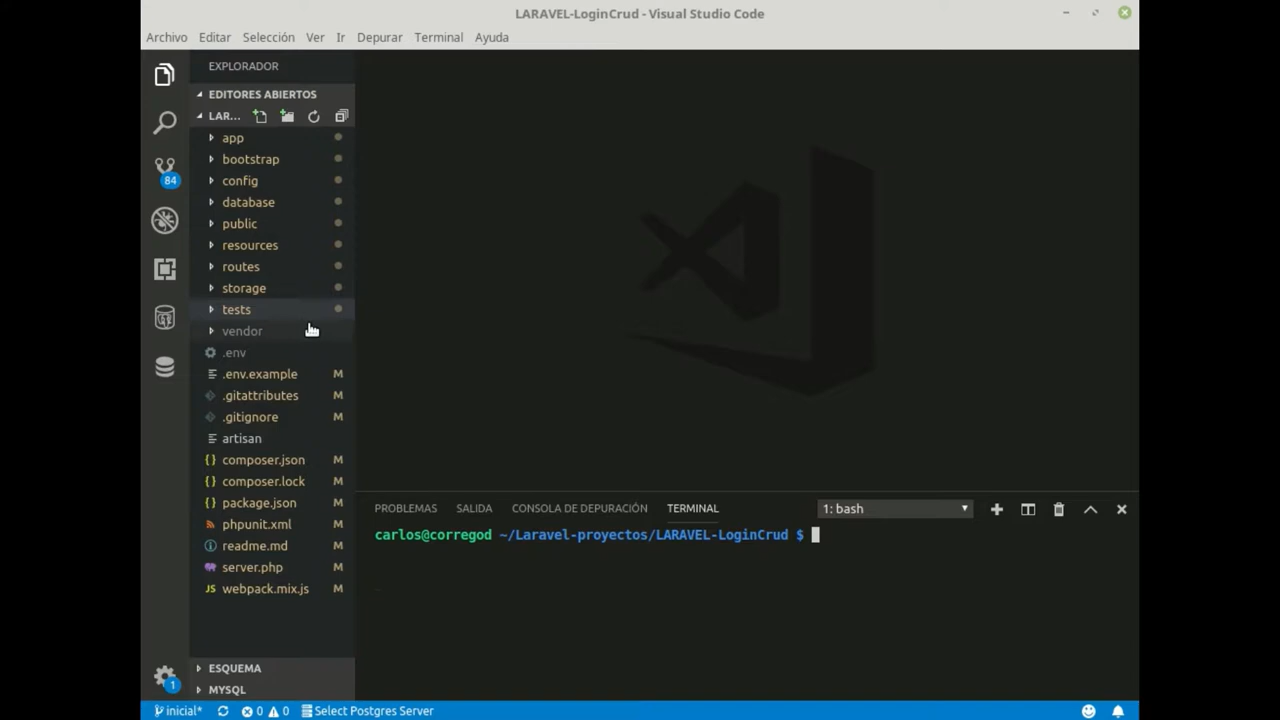 LARAVEL-LoginCrud - Visual Studio Code
Archivo Editar Selección Ver Ir Depurar Terminal Ayuda
EXPLORADOR
EDITORES ABIERTOS
LAR...
app
bootstrap
config
database
public
resources
routes
storage
tests
vendor
.env
.env.example M
.gitattributes M
.gitignore M
artisan
composer.json M
composer.lock M
package.json M
phpunit.xml M
readme.md M
server.php M
JS webpack.mix.js M
ESQUEMA
MYSQL
84
1
PROBLEMAS SALIDA CONSOLA DE DEPURACIÓN TERMINAL 1: bash
carlos@corregod ~/Laravel-proyectos/LARAVEL-LoginCrud $
inicial* 0 0 Select Postgres Server